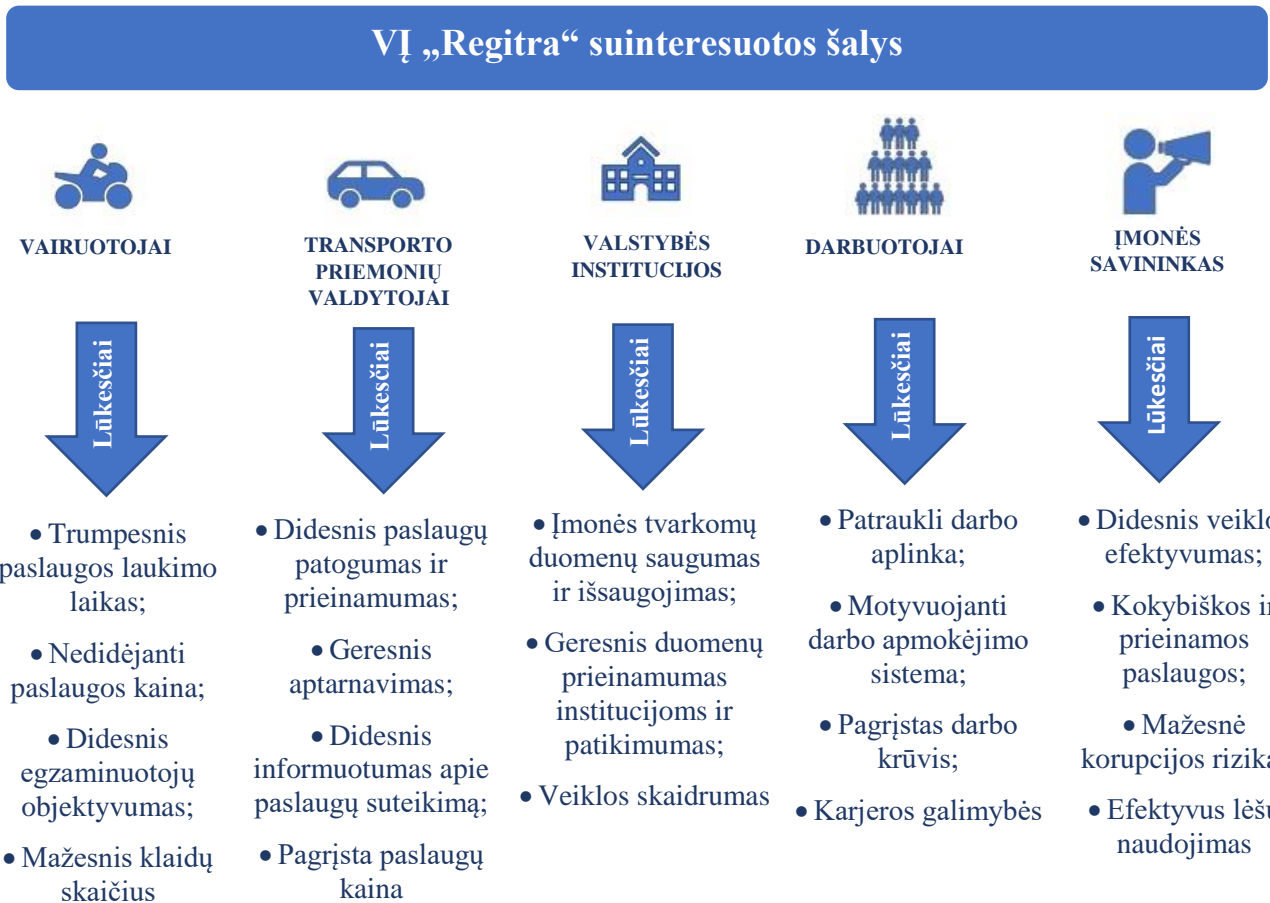 VĮ „Regitra“ suinteresuotos šalys
VAIRUOTOJAI
TRANSPORTO
PRIEMONIŲ
VALDYTOJAI
VALSTYBĖS
INSTITUCIJOS
DARBUOTOJAI
ĮMONĖS
SAVININKAS
Lūkesčiai
Lūkesčiai
Lūkesčiai
Lūkesčiai
Lūkesčiai
• Trumpesnis
paslaugos laukimo
laikas;
• Nedidėjanti
paslaugos kaina;
• Didesnis
egzaminuotojų
objektyvumas;
• Mažesnis klaidų
skaičius
• Didesnis paslaugų
patogumas ir
prieinamumas;
• Geresnis
aptarnavimas;
• Didesnis
informuotumas apie
paslaugų suteikimą;
• Pagrįsta paslaugų
kaina
• Įmonės tvarkomų
duomenų saugumas
ir išsaugojimas;
• Geresnis duomenų
prieinamumas
institucijoms ir
patikimumas;
• Veiklos skaidrumas
• Patraukli darbo
aplinka;
• Motyvuojanti
darbo apmokėjimo
sistema;
• Pagrįstas darbo
krūvis;
• Karjeros galimybės
• Didesnis veiklo
efektyvumas;
• Kokybiškos ir
prieinamos
paslaugos;
• Mažesnė
korupcijos rizika
• Efektyvus lėšų
naudojimas